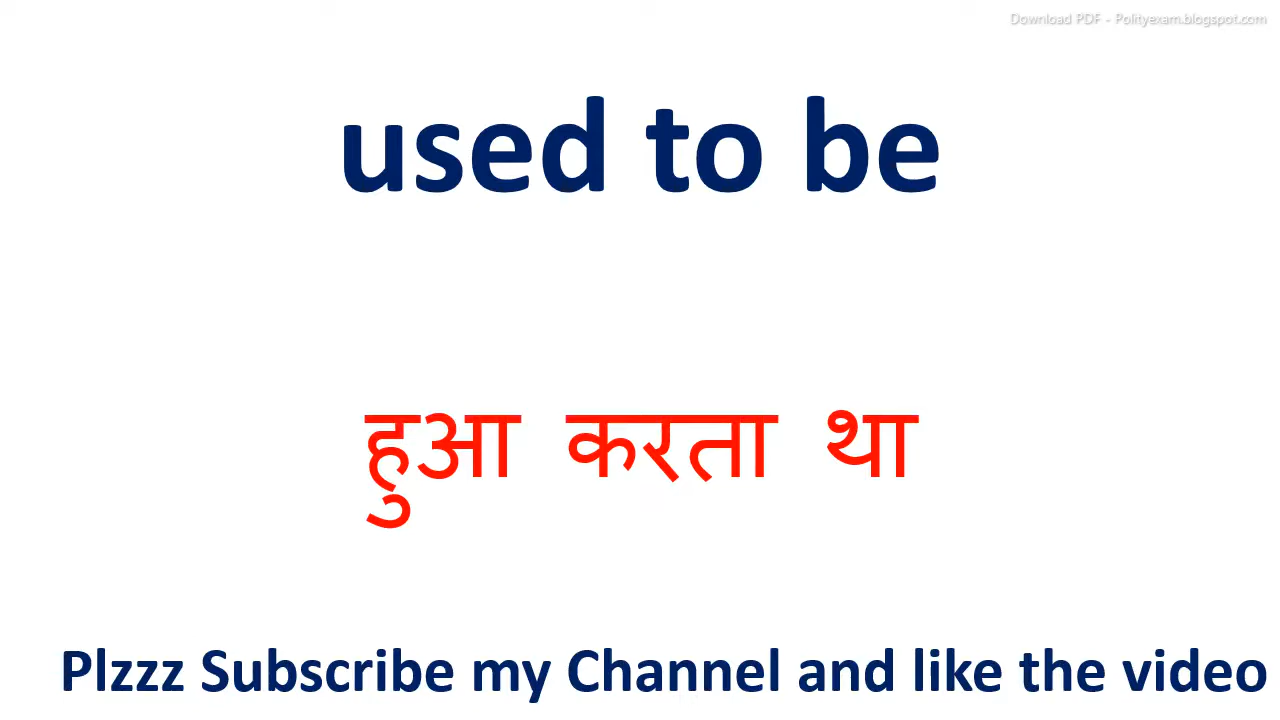 Download PDF - Polityexam.blogspot.com
used to be
हुआ करता था
Plzzz Subscribe my Channel and like the video